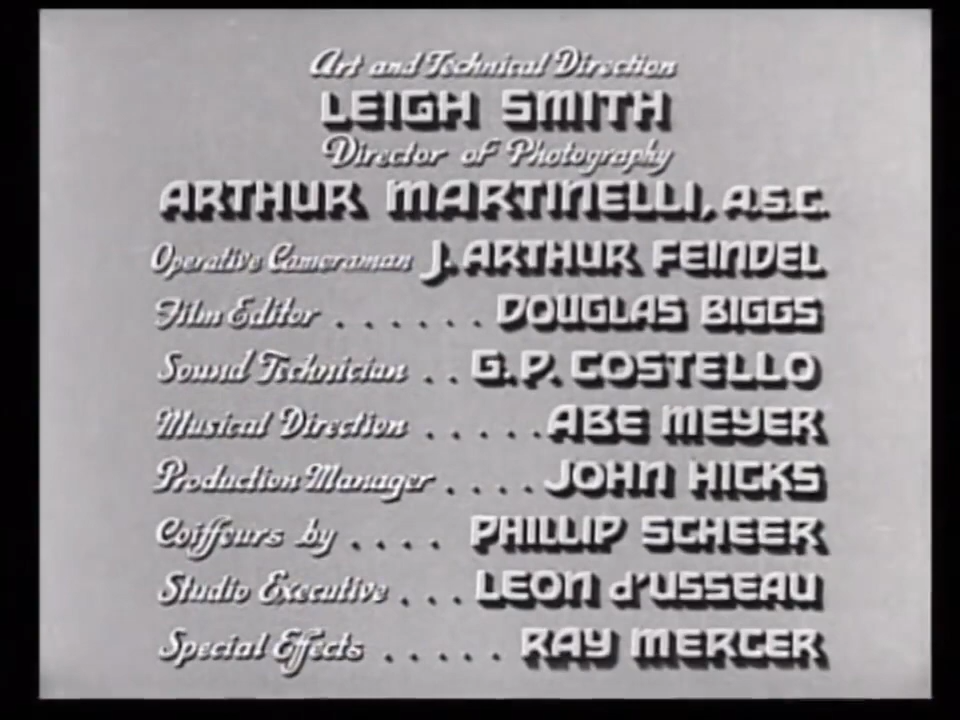 Art and Technical Direction
LEIGH SMITH
Director of Photography
ARTHUR MARTINELLI, A.S.C.
Operative Cameraman J. ARTHUR FEINDEL
Film Editor . . . . . . . DOUGLAS BIGGS
Sound Technician . . G.P. COSTELLO
Musical Direction . . . . . ABE MEYER
Production Manager . . . . JOHN HICKS
Coiffeurs by . . . . PHILLIP SCHEER
Studio Executive . . . LEON d'USSEAU
Special Effects . . . . . RAY MERCER